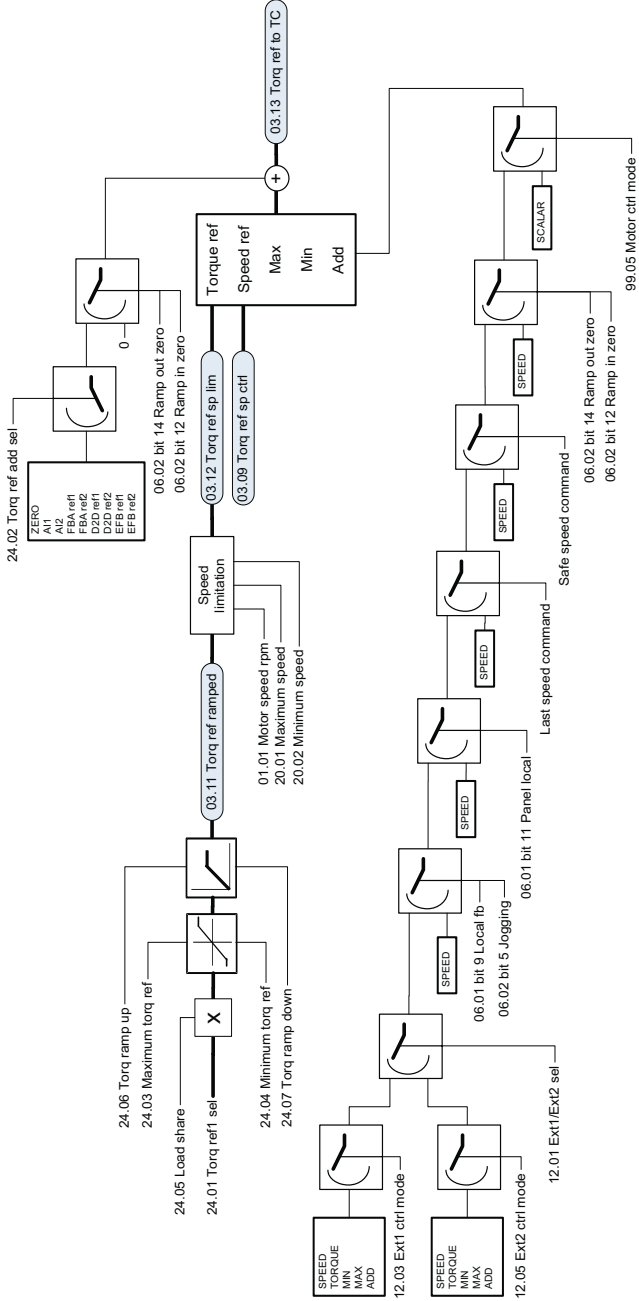 24.02 Torq ref add sel
ZERO
AI1
AI2
FBA ref1
FBA ref2
D2D ref1
D2D ref2
EFB ref1
EFB ref2
0
06.02 bit 14 Ramp out zero
06.02 bit 12 Ramp in zero
24.06 Torq ramp up
24.03 Maximum torq ref
24.05 Load share
24.01 Torq ref1 sel
X
24.04 Minimum torq ref
24.07 Torq ramp down
03.11 Torq ref ramped
Speed
limitation
01.01 Motor speed rpm
20.01 Maximum speed
20.02 Minimum speed
03.12 Torq ref sp lim
03.09 Torq ref sp ctrl
Torque ref
Speed ref
Max
Min
Add
+
03.13 Torq ref to TC
SPEED
TORQUE
MIN
MAX
ADD
12.03 Ext1 ctrl mode
SPEED
TORQUE
MIN
MAX
ADD
12.05 Ext2 ctrl mode
12.01 Ext1/Ext2 sel
SPEED
06.01 bit 9 Local fb
06.02 bit 5 Jogging
SPEED
06.01 bit 11 Panel local
SPEED
Last speed command
SPEED
Safe speed command
SPEED
06.02 bit 14 Ramp out zero
06.02 bit 12 Ramp in zero
SCALAR
99.05 Motor ctrl mode